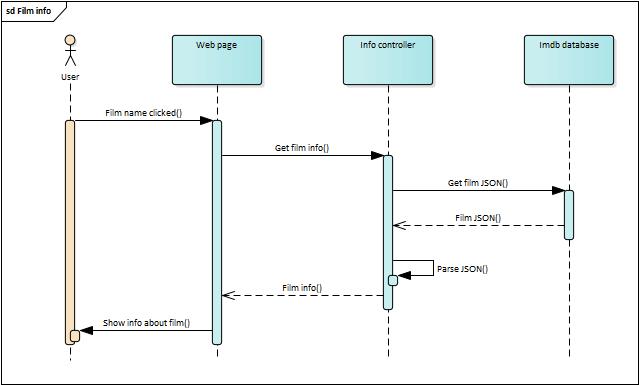 sd Film info
Web page
Info controller
Imdb database
User
Film name clicked()
Get film info()
Get film JSON()
Film JSON()
Parse JSON()
Film info()
Show info about film()